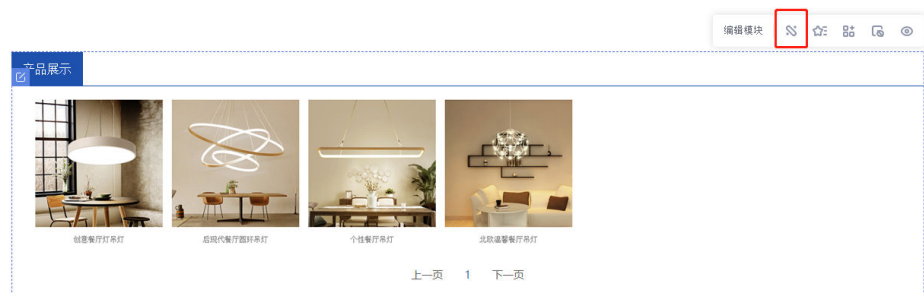 编辑模块
产品展示
创意餐厅灯吊灯
后现代餐厅圆环吊灯
个性餐厅吊灯
北欧温馨餐厅吊灯
上一页 1 下一页